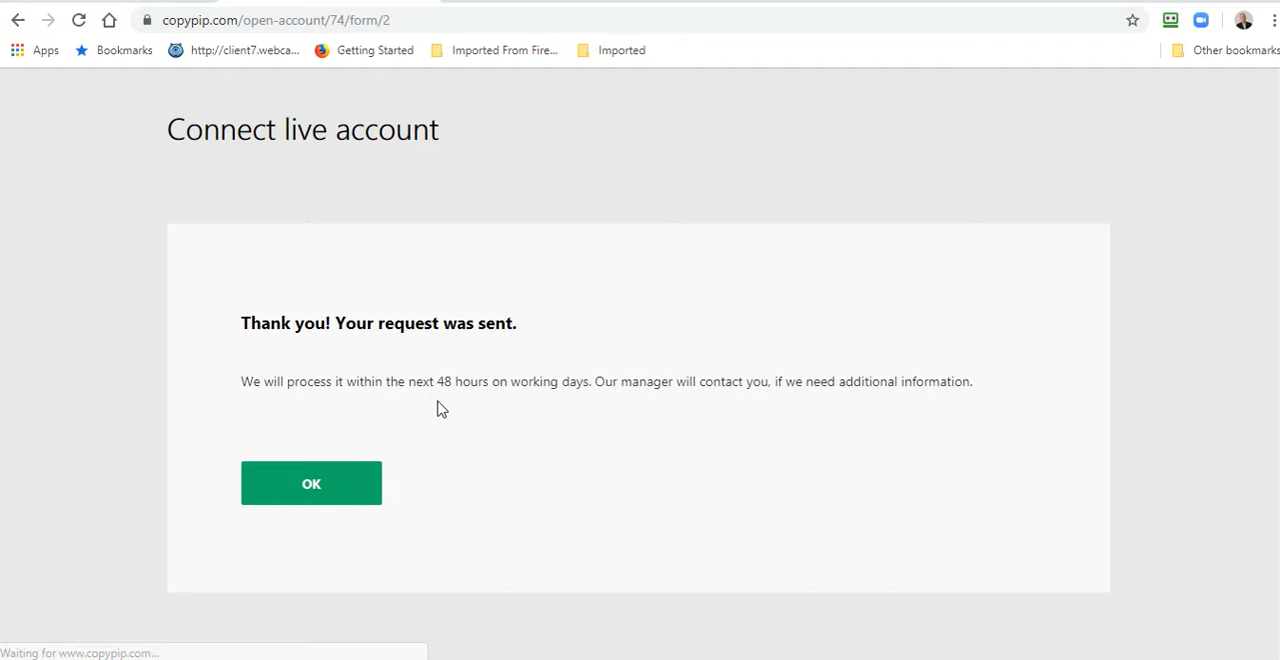 copypip.com/open-account/74/form/2
Apps Bookmarks http://client7.webca... Getting Started Imported From Fire... Imported Other bookmarks
Connect live account
Thank you! Your request was sent.
We will process it within the next 48 hours on working days. Our manager will contact you, if we need additional information.
OK
Waiting for www.copypip.com...